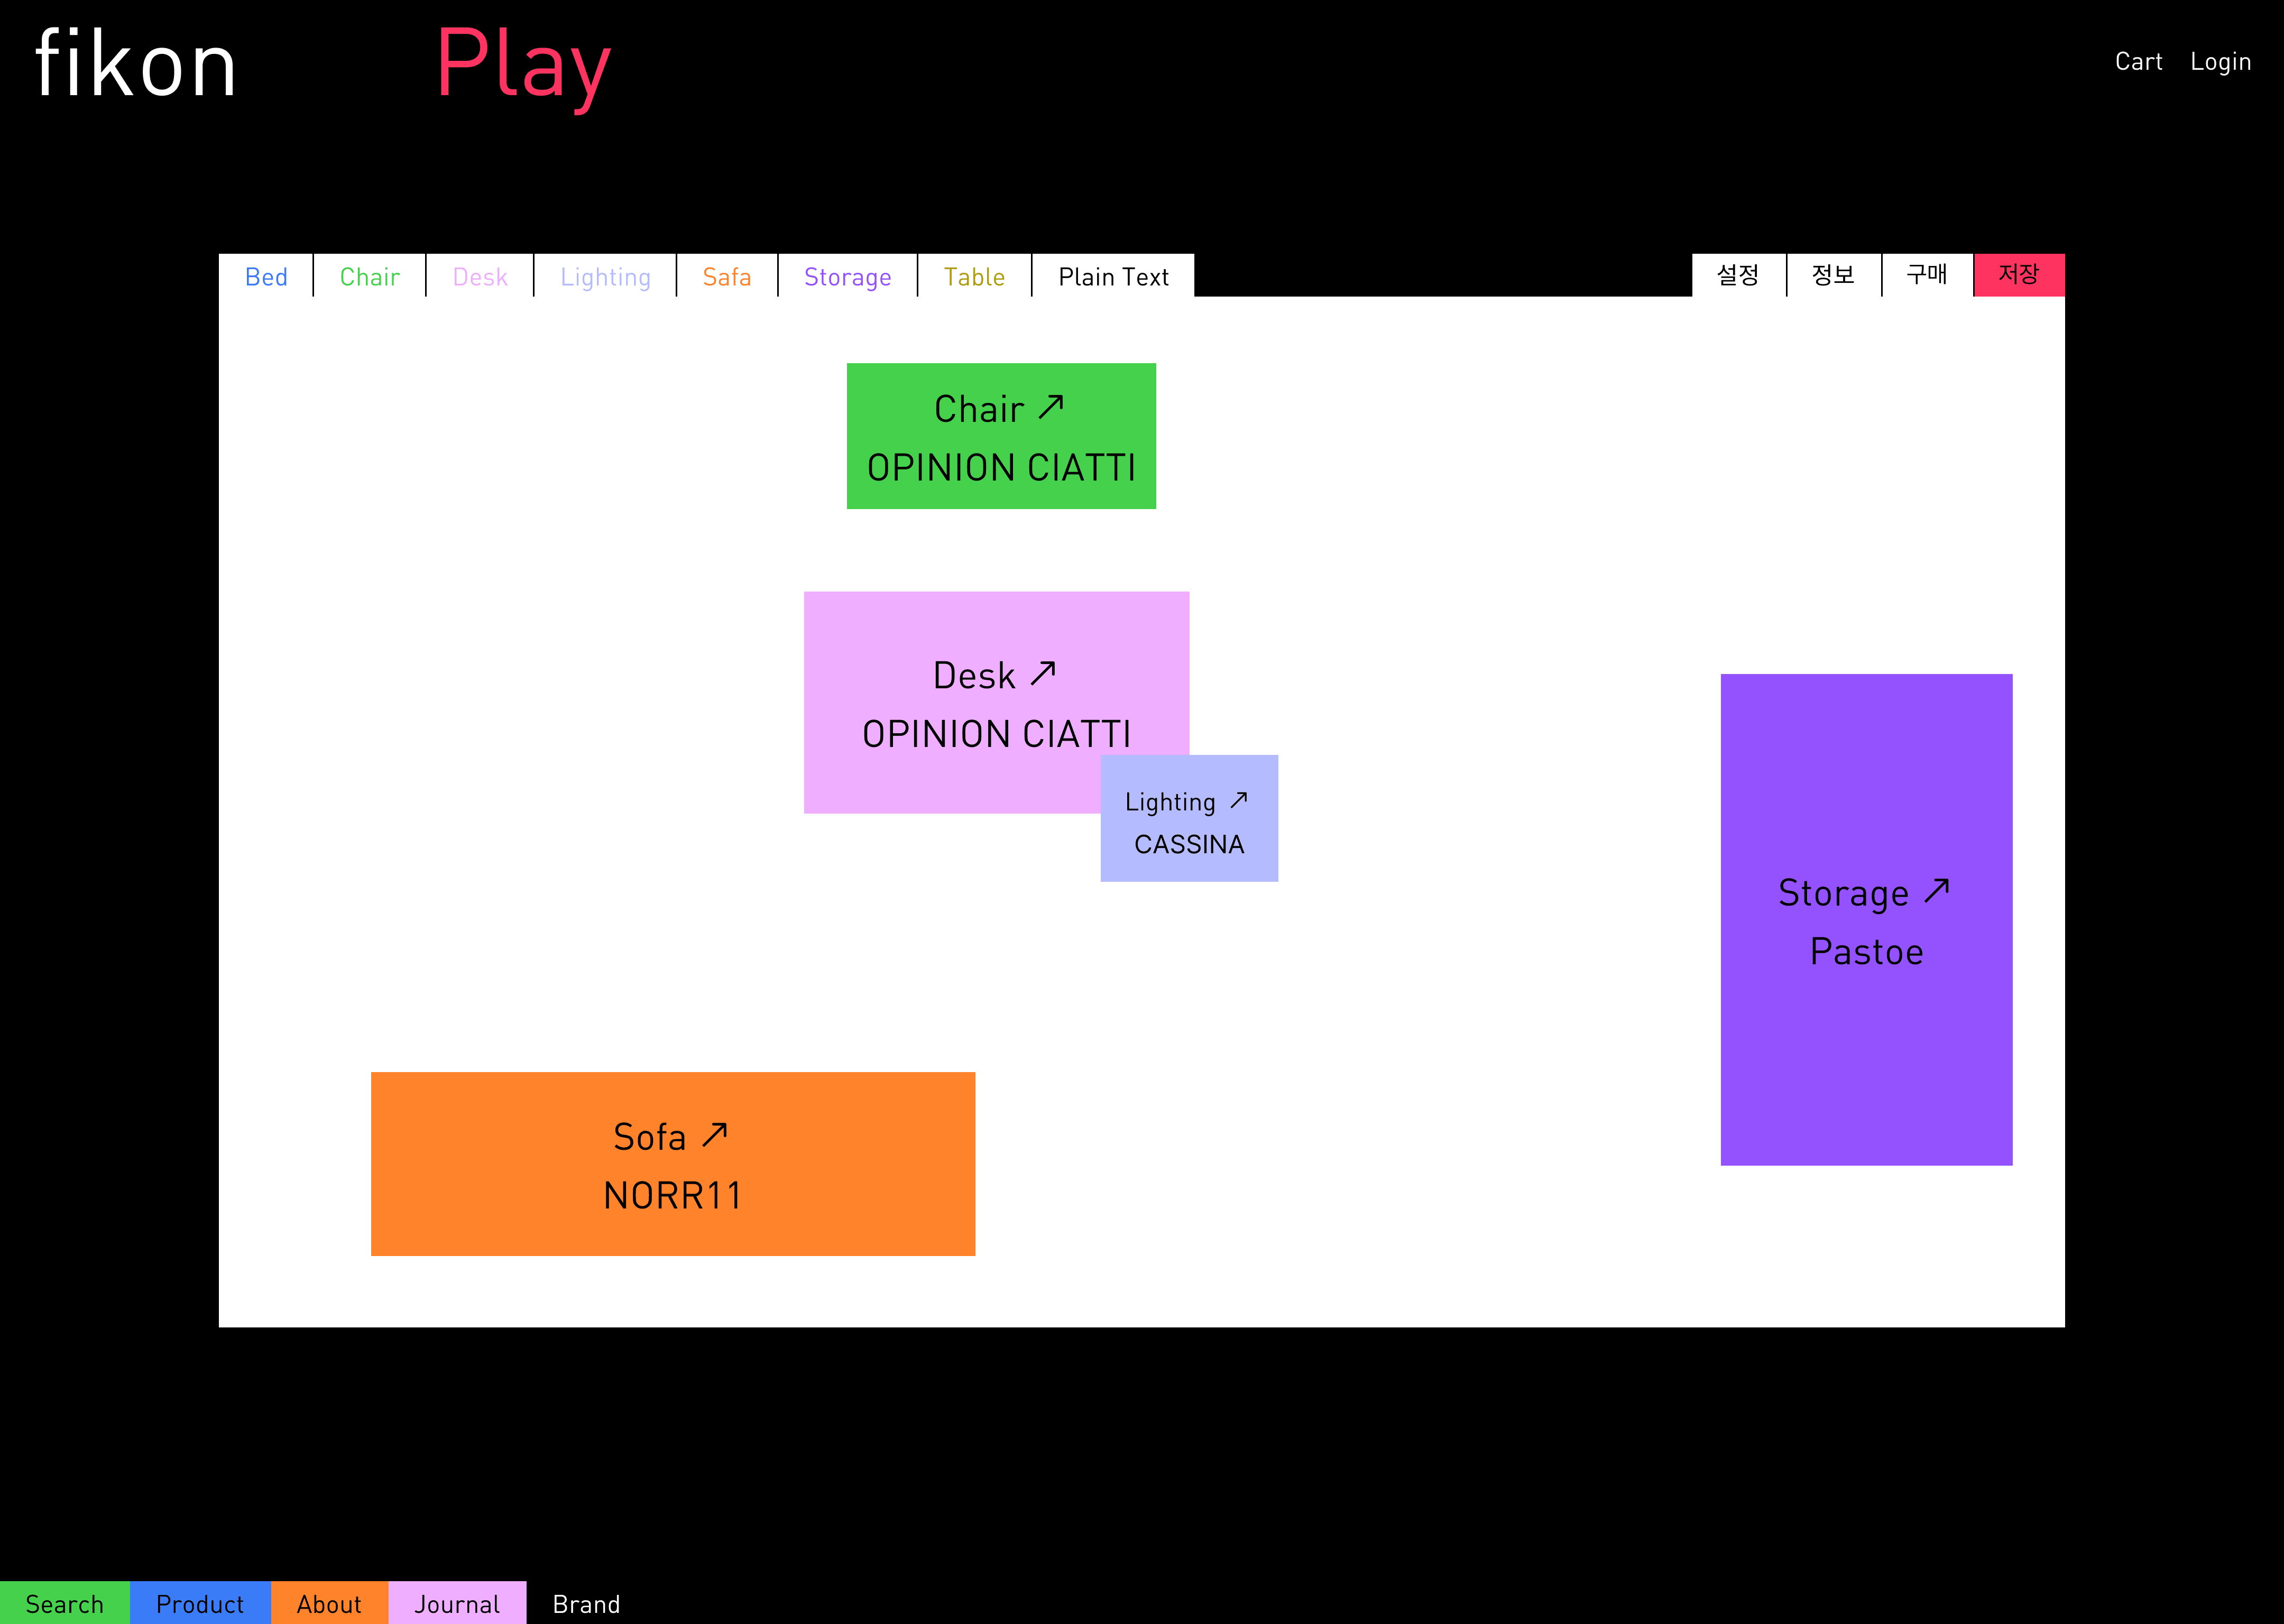 fikon Play Cart Login
Bed Chair Desk Lighting Safa Storage Table Plain Text 설정 정보 구매 저장
Chair ↗
OPINION CIATTI
Desk ↗
OPINION CIATTI
Lighting ↗
CASSINA
Storage ↗
Pastoe
Sofa ↗
NORR11
Search Product About Journal Brand